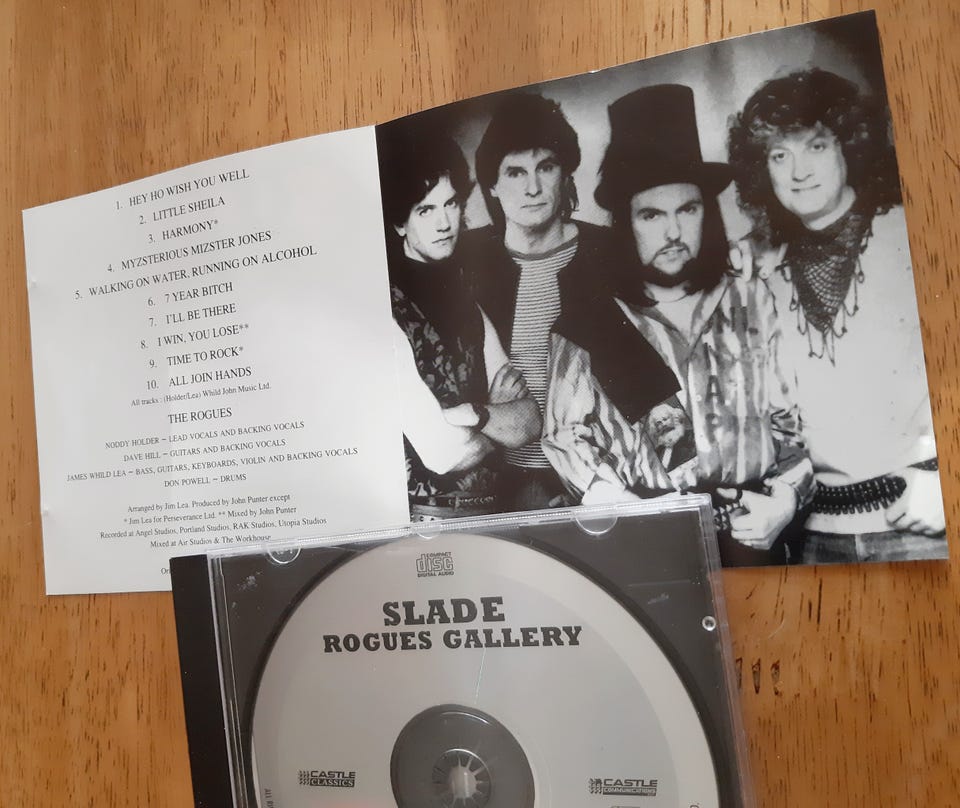 1. HEY HO WISH YOU WELL
2. LITTLE SHEILA
3. HARMONY*
4. MYZSTERIOUS MIZSTER JONES
5. WALKING ON WATER, RUNNING ON ALCOHOL
6. 7 YEAR BITCH
7. I'LL BE THERE
8. I WIN, YOU LOSE**
9. TIME TO ROCK*
10. ALL JOIN HANDS
All tracks : (Holder/Lea) Whild John Music Ltd.
THE ROGUES
NODDY HOLDER – LEAD VOCALS AND BACKING VOCALS
DAVE HILL – GUITARS AND BACKING VOCALS
JAMES WHILD LEA – BASS, GUITARS, KEYBOARDS, VIOLIN AND BACKING VOCALS
DON POWELL – DRUMS
Arranged by Jim Lea. Produced by John Punter except
* Jim Lea for Perseverance Ltd. ** Mixed by John Punter
Recorded at Angel Studios, Portland Studios, RAK Studios, Utopia Studios
Mixed at Air Studios & The Workhouse
COMPACT
disc
DIGITAL AUDIO
SLADE
ROGUES GALLERY
CASTLE
CLASSICS
CASTLE
COMMUNICATIONS